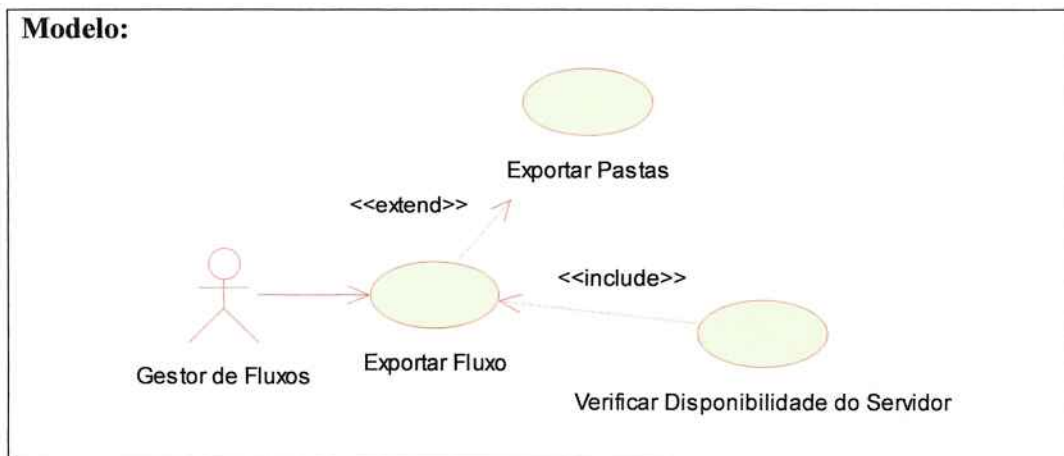 Modelo:
Exportar Pastas
<<extend>>
<<include>>
Gestor de Fluxos
Exportar Fluxo
Verificar Disponibilidade do Servidor